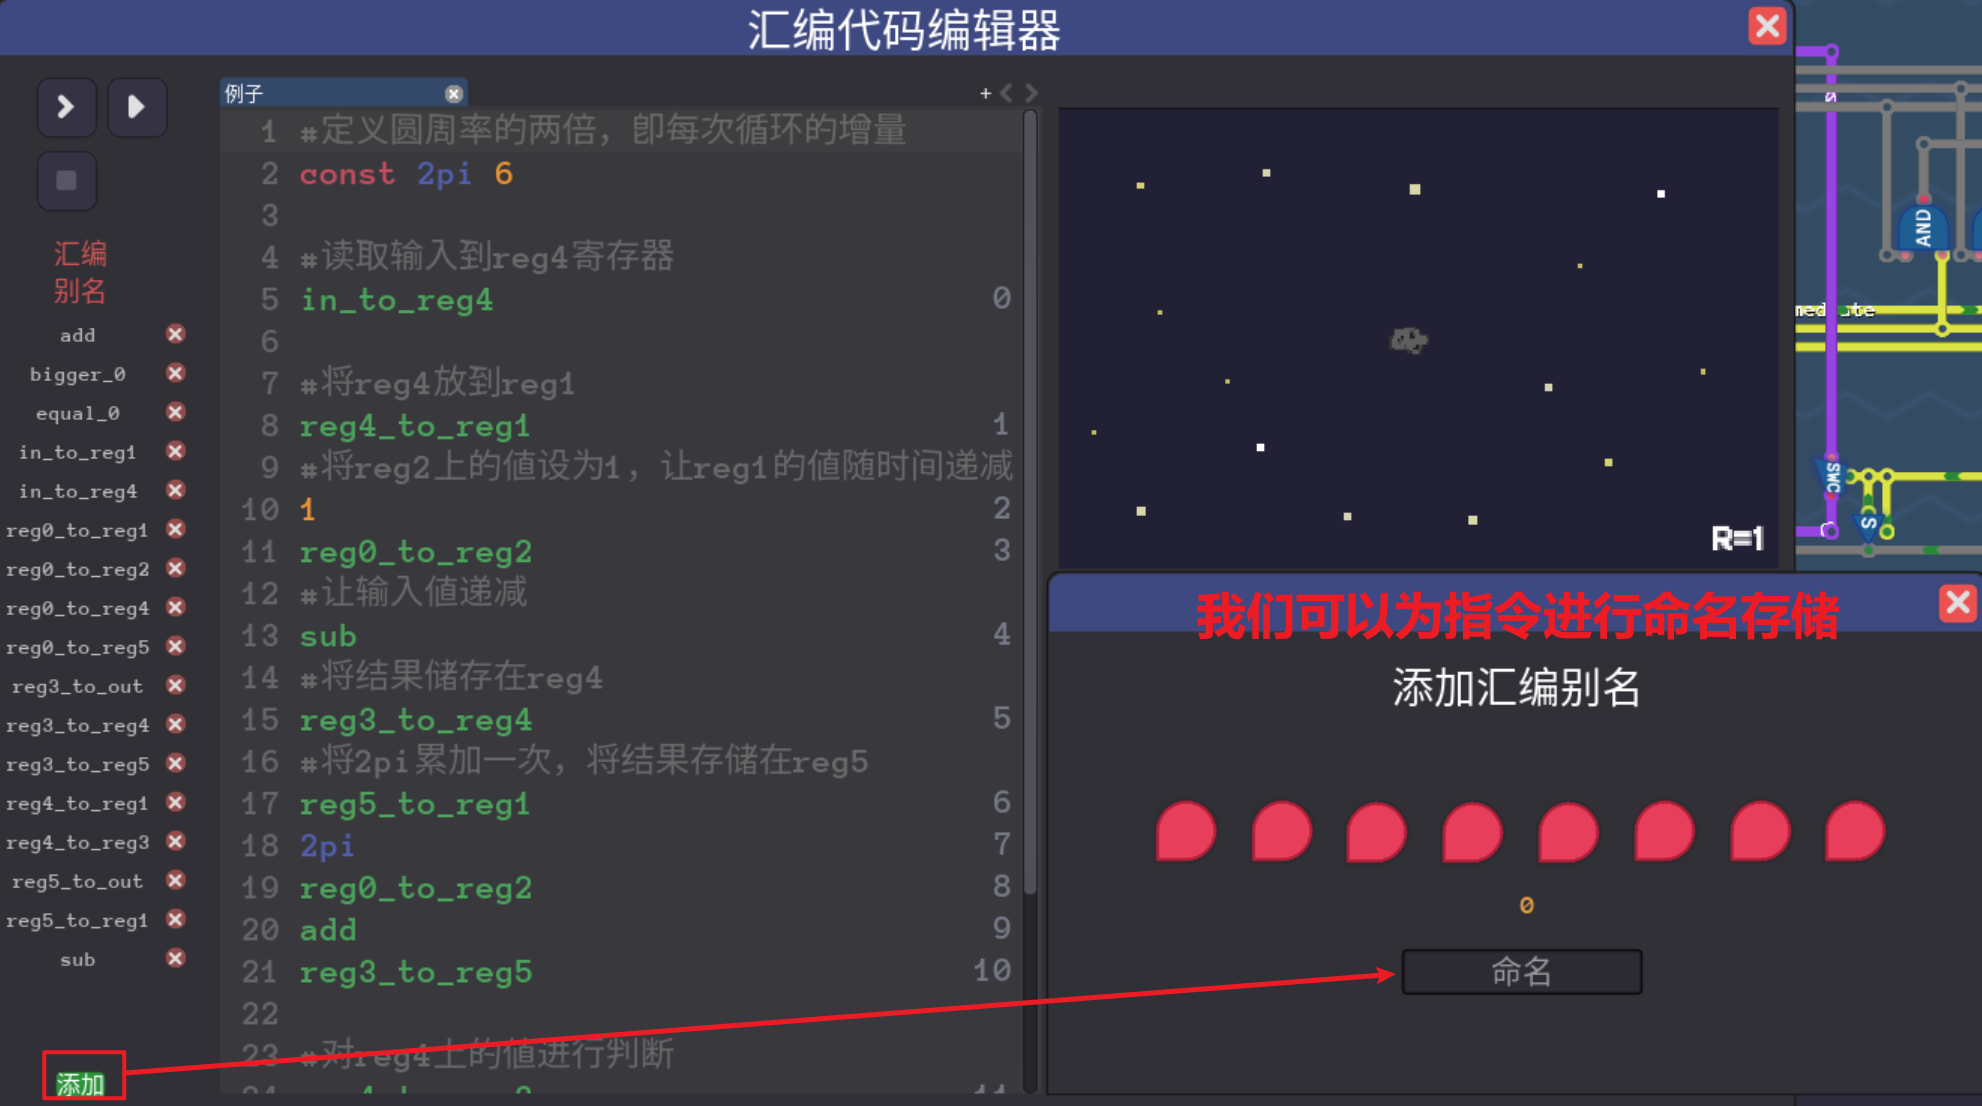 汇编代码编辑器
例子
+
1 #定义圆周率的两倍，即每次循环的增量
2 const 2pi 6
3
4 #读取输入到reg4寄存器
5 in_to_reg4 0
6
7 #将reg4放到reg1
8 reg4_to_reg1 1
9 #将reg2上的值设为1，让reg1的值随时间递减
10 1 2
11 reg0_to_reg2 3
12 #让输入值递减
13 sub 4
14 #将结果储存在reg4
15 reg3_to_reg4 5
16 #将2pi累加一次，将结果存储在reg5
17 reg5_to_reg1 6
18 2pi 7
19 reg0_to_reg2 8
20 add 9
21 reg3_to_reg5 10
22
23 #对reg4上的值进行判断
汇编
别名
add
bigger_0
equal_0
in_to_reg1
in_to_reg4
reg0_to_reg1
reg0_to_reg2
reg0_to_reg4
reg0_to_reg5
reg3_to_out
reg3_to_reg4
reg3_to_reg5
reg4_to_reg1
reg4_to_reg3
reg5_to_out
reg5_to_reg1
sub
添加
R=1
我们可以为指令进行命名存储
添加汇编别名
0
命名
AND
SWC
S